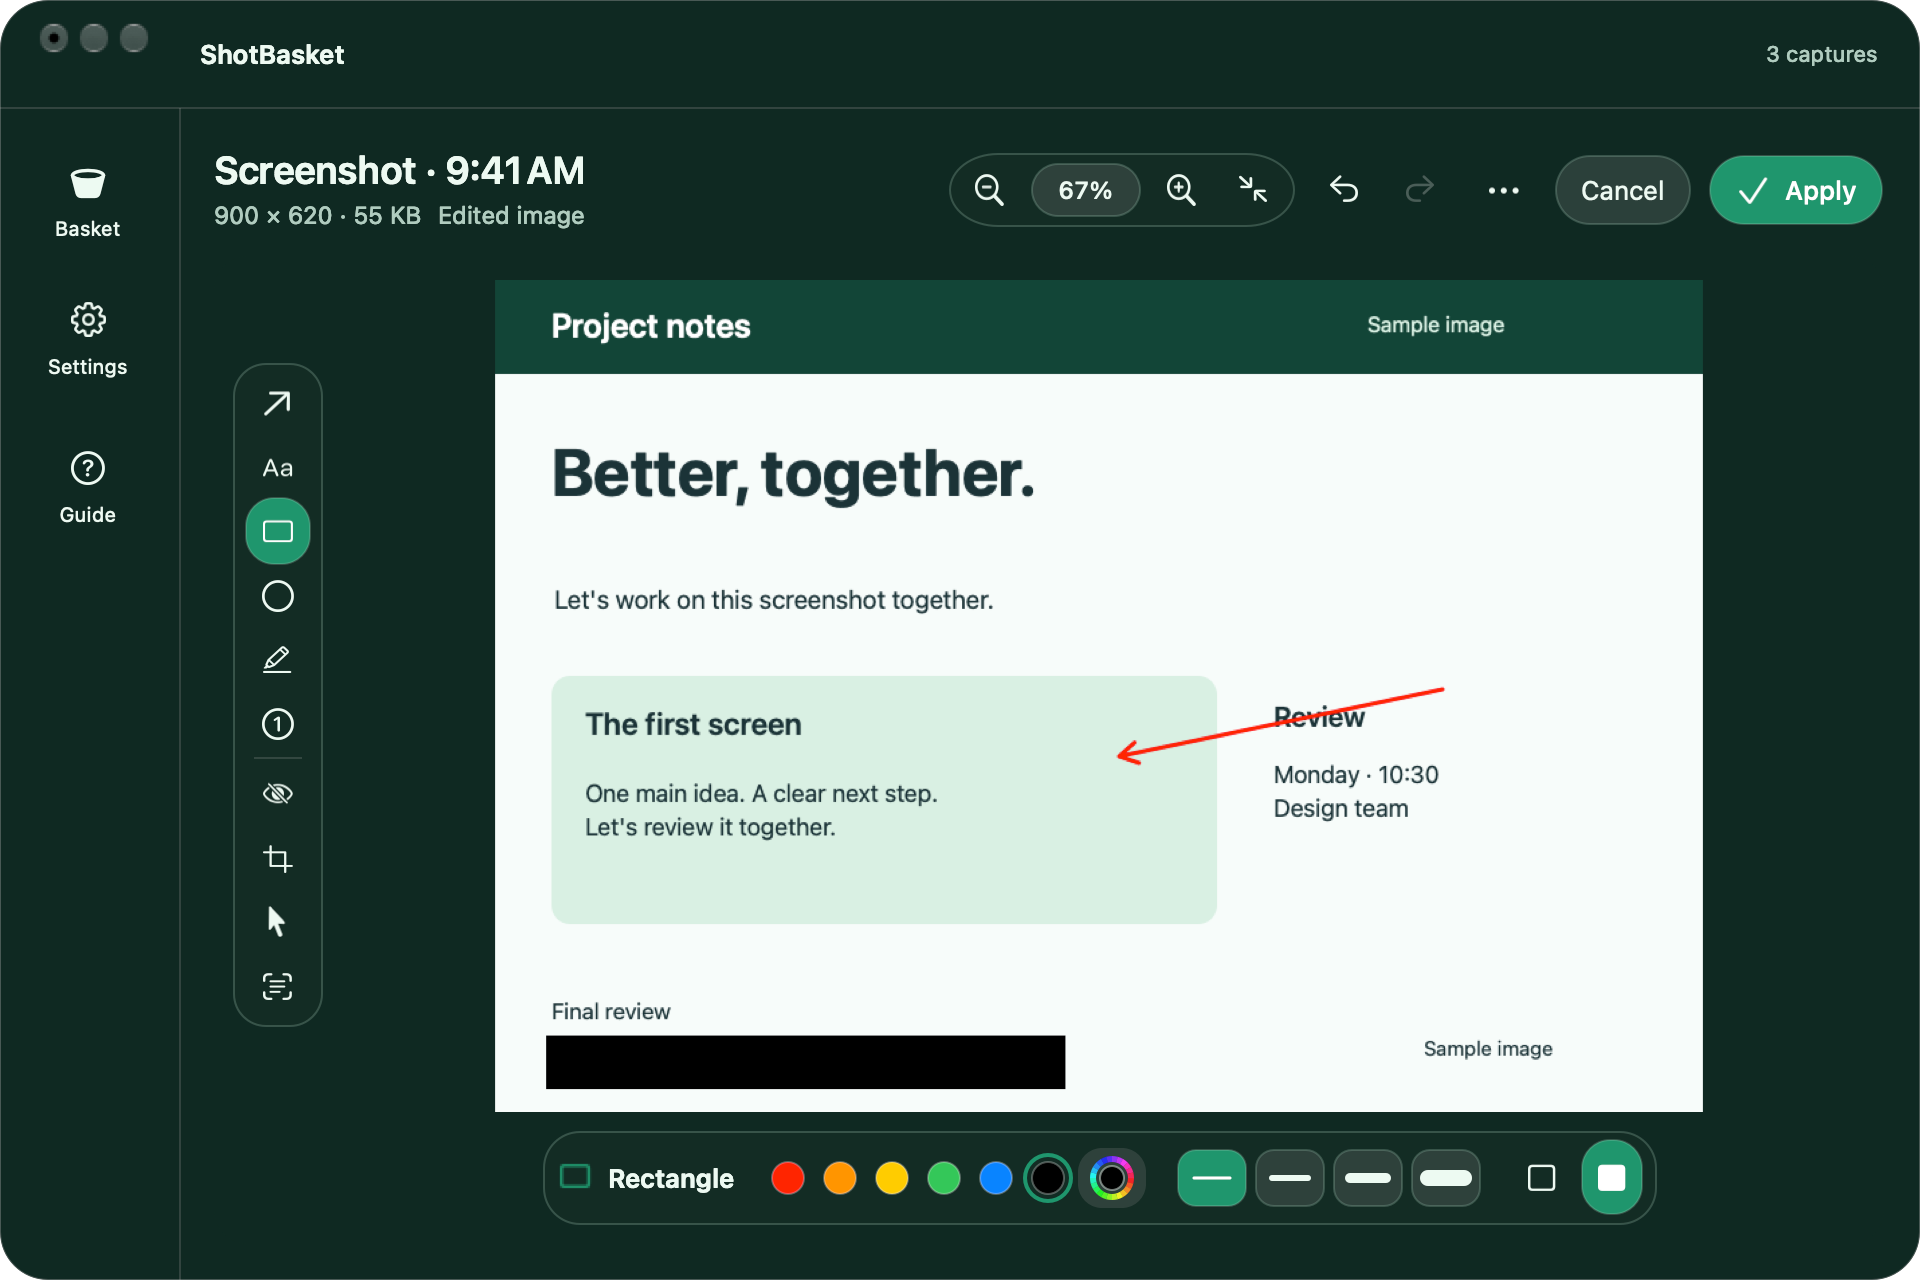 ShotBasket
3 captures
Screenshot · 9:41 AM
900 × 620 · 55 KB Edited image
67%
Cancel
Apply
Basket
Settings
Guide
Aa
1
Project notes
Sample image
Better, together.
Let's work on this screenshot together.
The first screen
One main idea. A clear next step.
Let's review it together.
Review
Monday · 10:30
Design team
Final review
Sample image
Rectangle